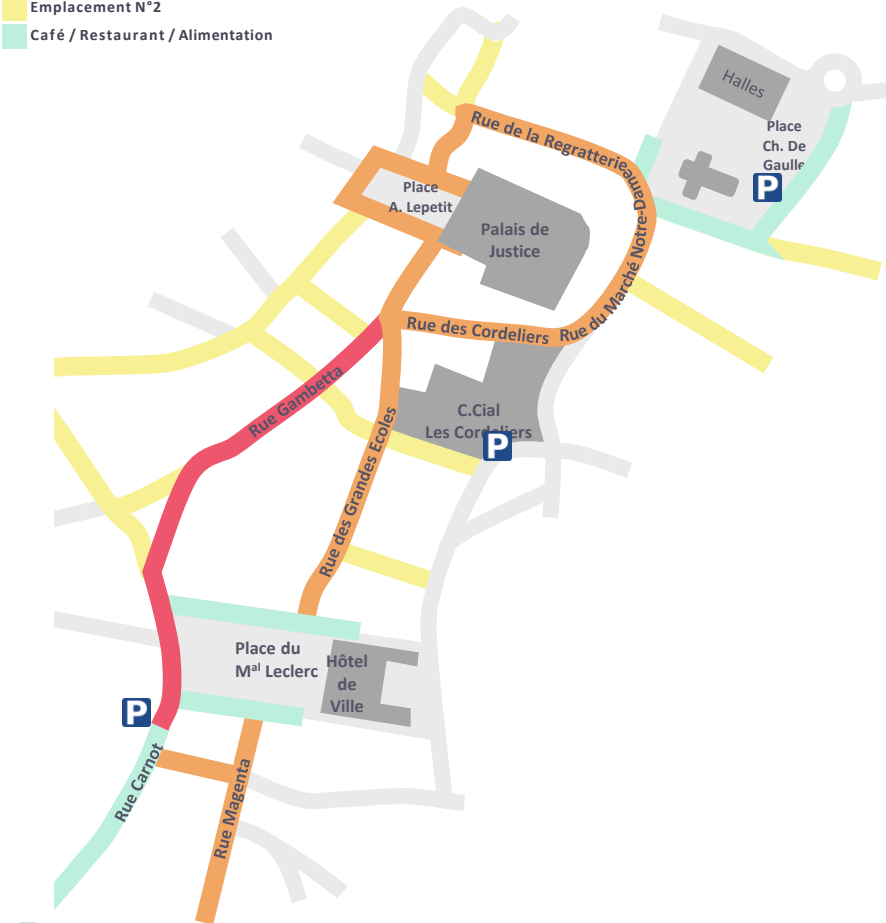 Emplacement N°2
Café / Restaurant / Alimentation
Halles
Rue de la Regratterie
Place
Ch. De
Gaulle
P
Place
A. Lepetit
Palais de
Justice
Rue du Marché Notre-Dame
Rue des Cordeliers
Rue Gambetta
C.Cial
Les Cordeliers
P
Rue des Grandes Ecoles
Place du
Mal Leclerc
Hôtel
de
Ville
P
Rue Carnot
Rue Magenta